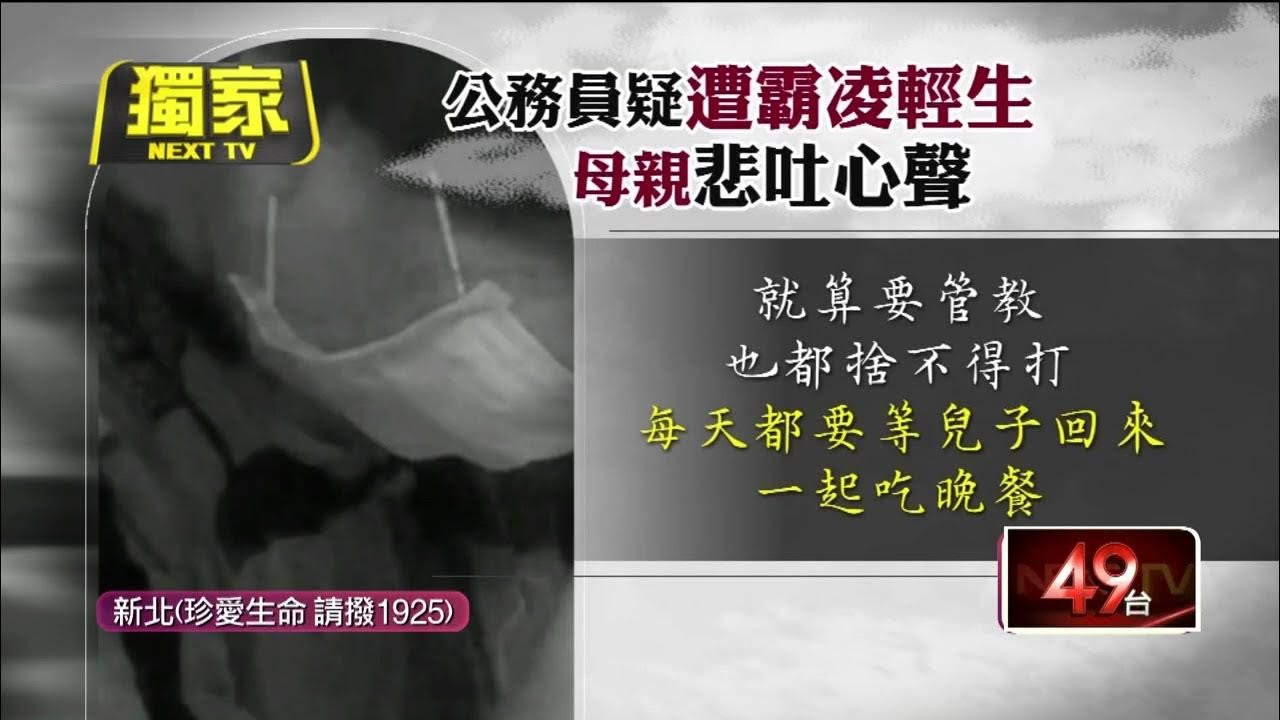 獨家
NEXT TV
公務員疑遭霸凌輕生
母親悲吐心聲
就算要管教
也都捨不得打
每天都要等兒子回來
一起吃晚餐
新北(珍愛生命 請撥1925)
49台